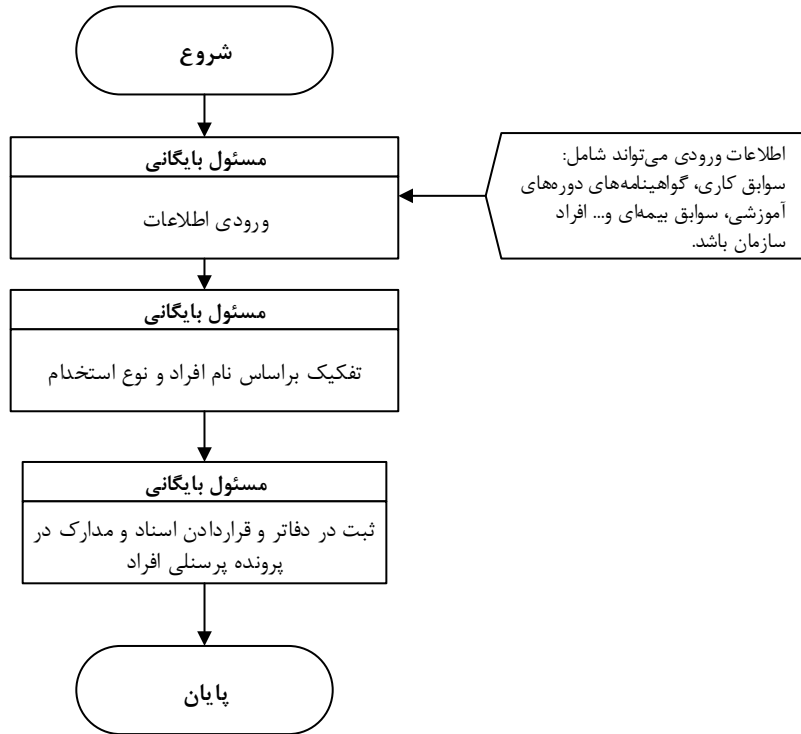 شروع
مسئول بایگانی
ورودی اطلاعات
اطلاعات ورودی می‌تواند شامل:
سوابق کاری، گواهینامه‌های دوره‌های
آموزشی، سوابق بیمه‌ای و... افراد
سازمان باشد.
مسئول بایگانی
تفکیک براساس نام افراد و نوع استخدام
مسئول بایگانی
ثبت در دفاتر و قراردادن اسناد و مدارک در
پرونده پرسنلی افراد
پایان